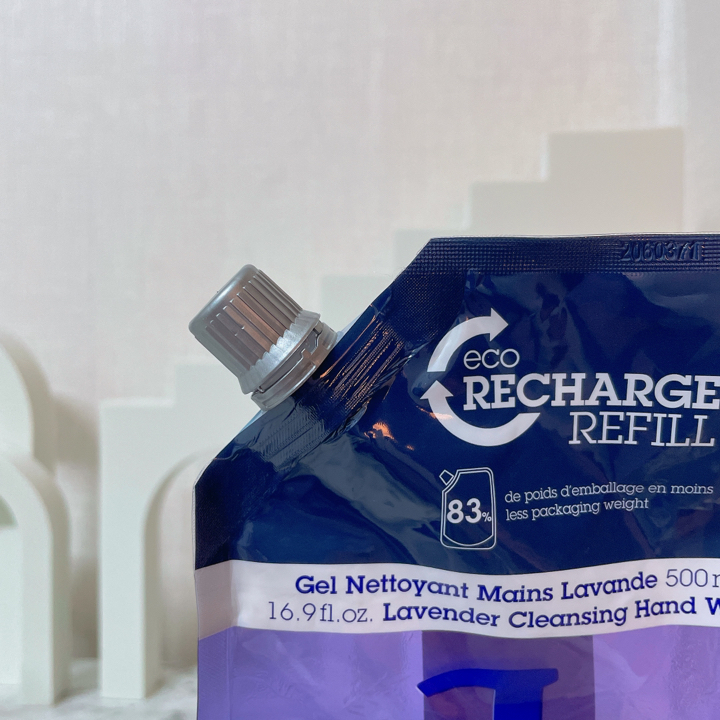 eco
RECHARGE
REFILL
83%
de poids d'emballage en moins
less packaging weight
Gel Nettoyant Mains Lavande 500
16.9fl.oz. Lavender Cleansing Hand